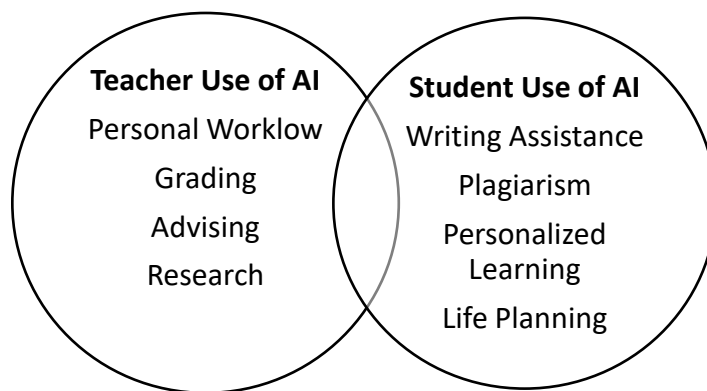 Teacher Use of AI
Personal Worklow
Grading
Advising
Research
Student Use of AI
Writing Assistance
Plagiarism
Personalized
Learning
Life Planning